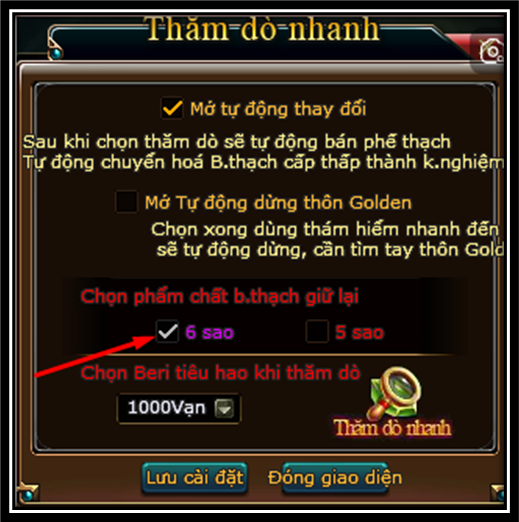 Thăm dò nhanh
Mở tự động thay đổi
Sau khi chọn thăm dò sẽ tự động bán phế thạch
Tự động chuyển hoá B.thạch cấp thấp thành k.nghiệm
Mở Tự động dừng thôn Golden
Chọn xong dùng thám hiểm nhanh đến
sẽ tự động dừng, cần tìm tay thôn Gold
Chọn phẩm chất b.thạch giữ lại
6 sao
5 sao
Chọn Beri tiêu hao khi thăm dò
1000Vạn
Thăm dò nhanh
Lưu cài đặt
Đóng giao diện